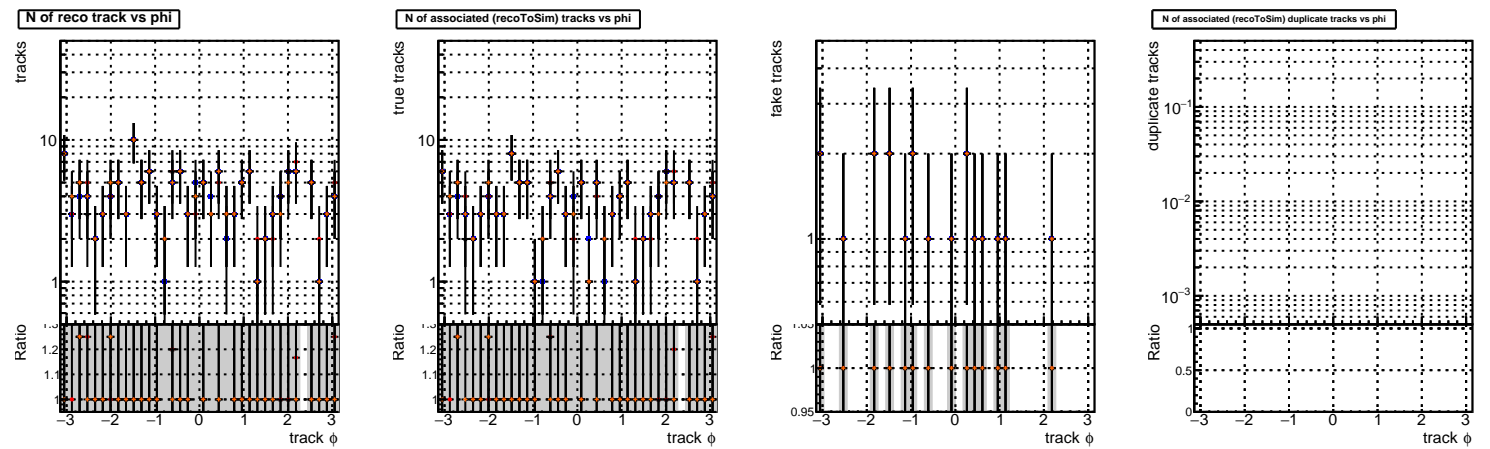 N of reco track vs phi
tracks
10
1
Ratio
1.3
1.2
1.1
1
−3 −2 −1 0 1 2 3
track ϕ
N of associated (recoToSim) tracks vs phi
true tracks
10
1
Ratio
1.3
1.2
1.1
1
−3 −2 −1 0 1 2 3
track ϕ
fake tracks
1
Ratio
1.05
1
0.95
−3 −2 −1 0 1 2 3
track ϕ
N of associated (recoToSim) duplicate tracks vs phi
duplicate tracks
10−1
10−2
10−3
Ratio
1
0.5
0
−3 −2 −1 0 1 2 3
track ϕ